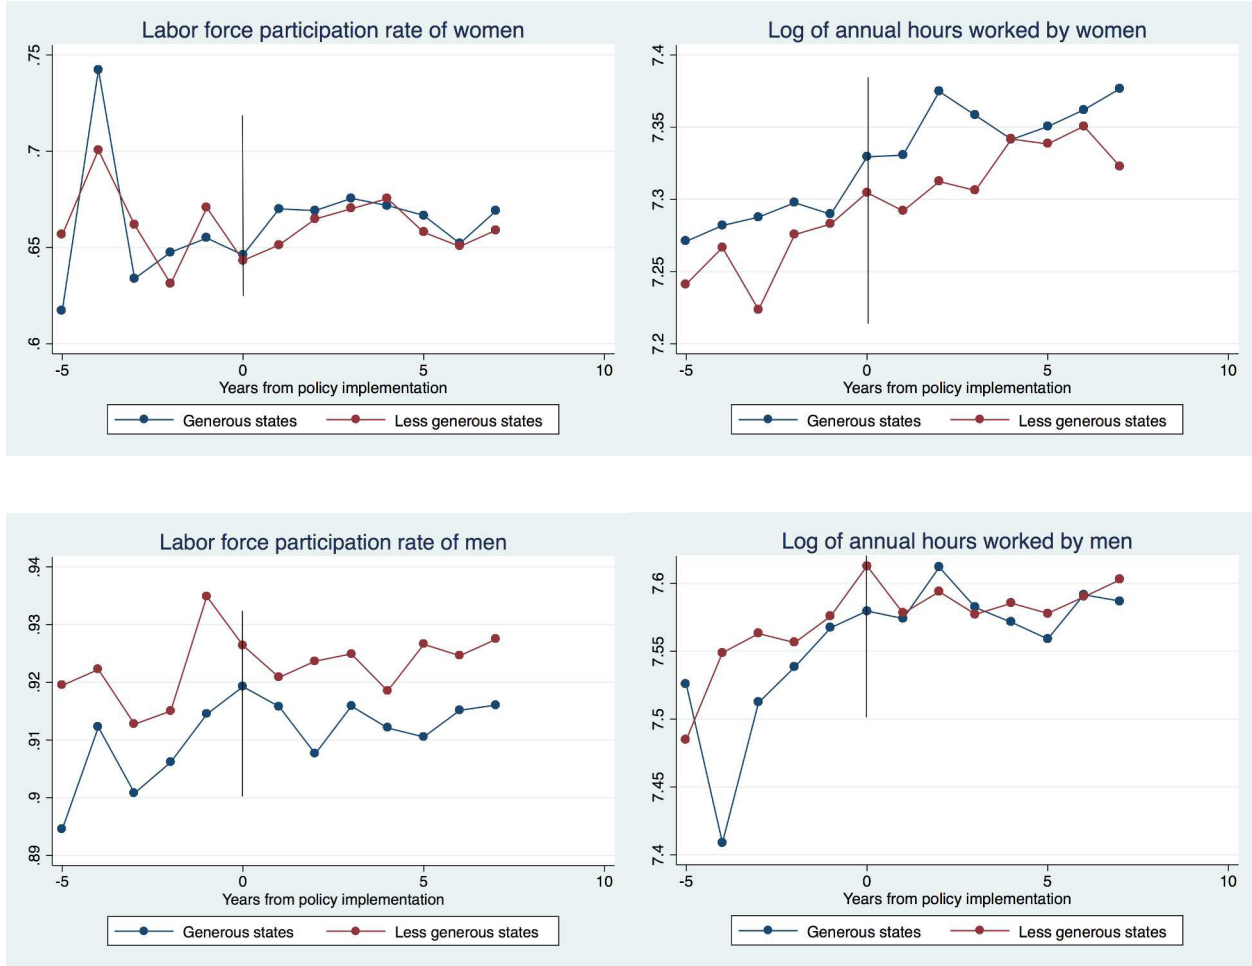 Labor force participation rate of women
.75
.7
.65
.6
-5 0 5 10
Years from policy implementation
Generous states Less generous states
Log of annual hours worked by women
7.4
7.35
7.3
7.25
7.2
-5 0 5 10
Years from policy implementation
Generous states Less generous states
Labor force participation rate of men
.94
.93
.92
.91
.9
.89
-5 0 5 10
Years from policy implementation
Generous states Less generous states
Log of annual hours worked by men
7.6
7.55
7.5
7.45
7.4
-5 0 5 10
Years from policy implementation
Generous states Less generous states